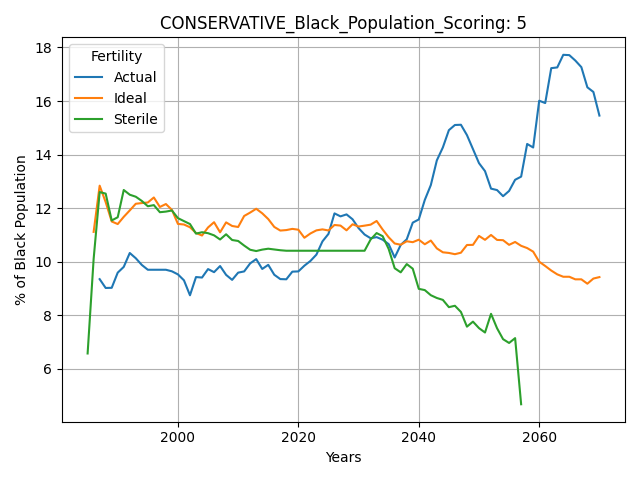 CONSERVATIVE_Black_Population_Scoring: 5
18
16
14
12
10
8
6
% of Black Population
Fertility
Actual
Ideal
Sterile
2000
2020
2040
2060
Years